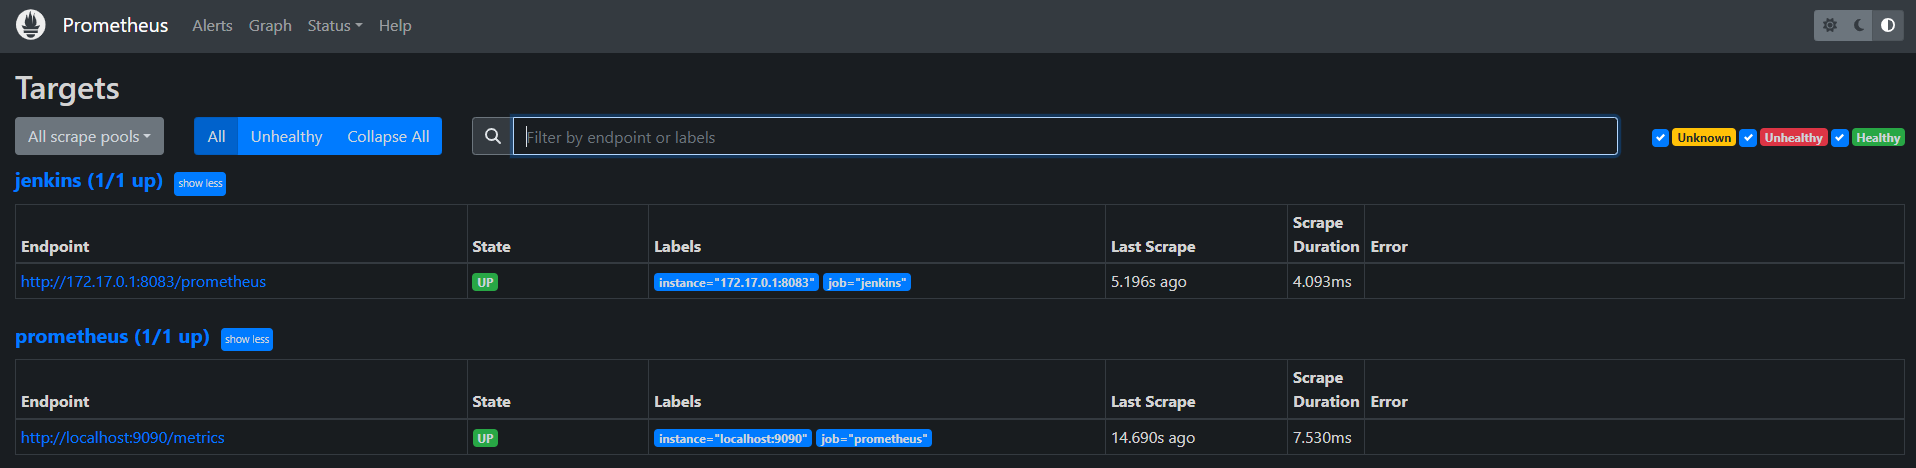 Prometheus Alerts Graph Status Help
Targets
All scrape pools All Unhealthy Collapse All Filter by endpoint or labels Unknown Unhealthy Healthy
jenkins (1/1 up) show less
Endpoint State Labels Last Scrape Scrape Duration Error
http://172.17.0.1:8083/prometheus UP instance="172.17.0.1:8083" job="jenkins" 5.196s ago 4.093ms
prometheus (1/1 up) show less
Endpoint State Labels Last Scrape Scrape Duration Error
http://localhost:9090/metrics UP instance="localhost:9090" job="prometheus" 14.690s ago 7.530ms